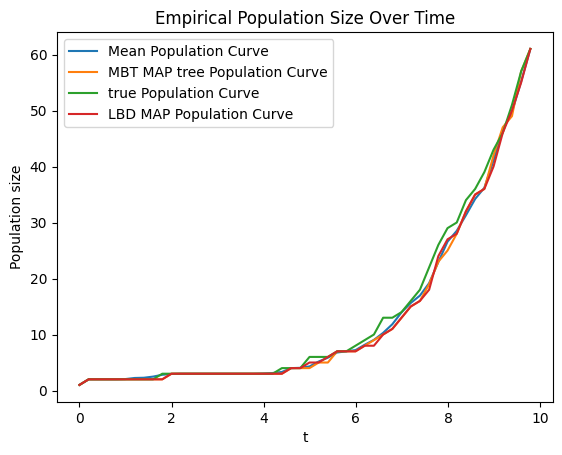 Empirical Population Size Over Time
Mean Population Curve
MBT MAP tree Population Curve
true Population Curve
LBD MAP Population Curve
Population size
60
50
40
30
20
10
0
0 2 4 6 8 10
t